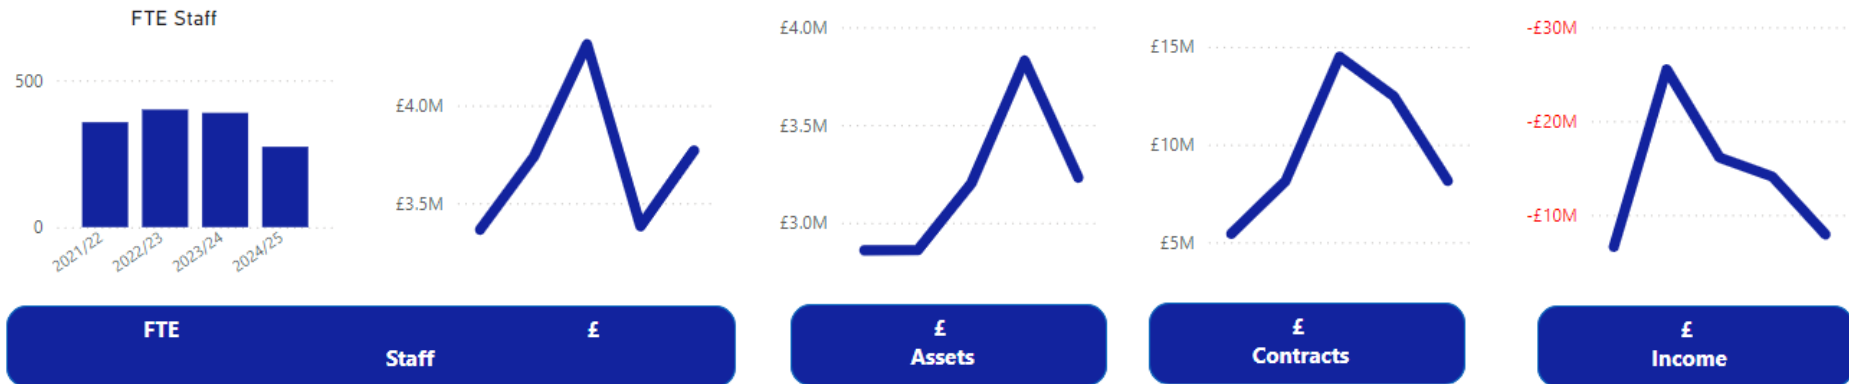 FTE Staff
500
0
2021/22
2022/23
2023/24
2024/25
£4.0M
£3.5M
FTE £
Staff
£4.0M
£3.5M
£3.0M
£
Assets
£15M
£10M
£5M
£
Contracts
-£30M
-£20M
-£10M
£
Income